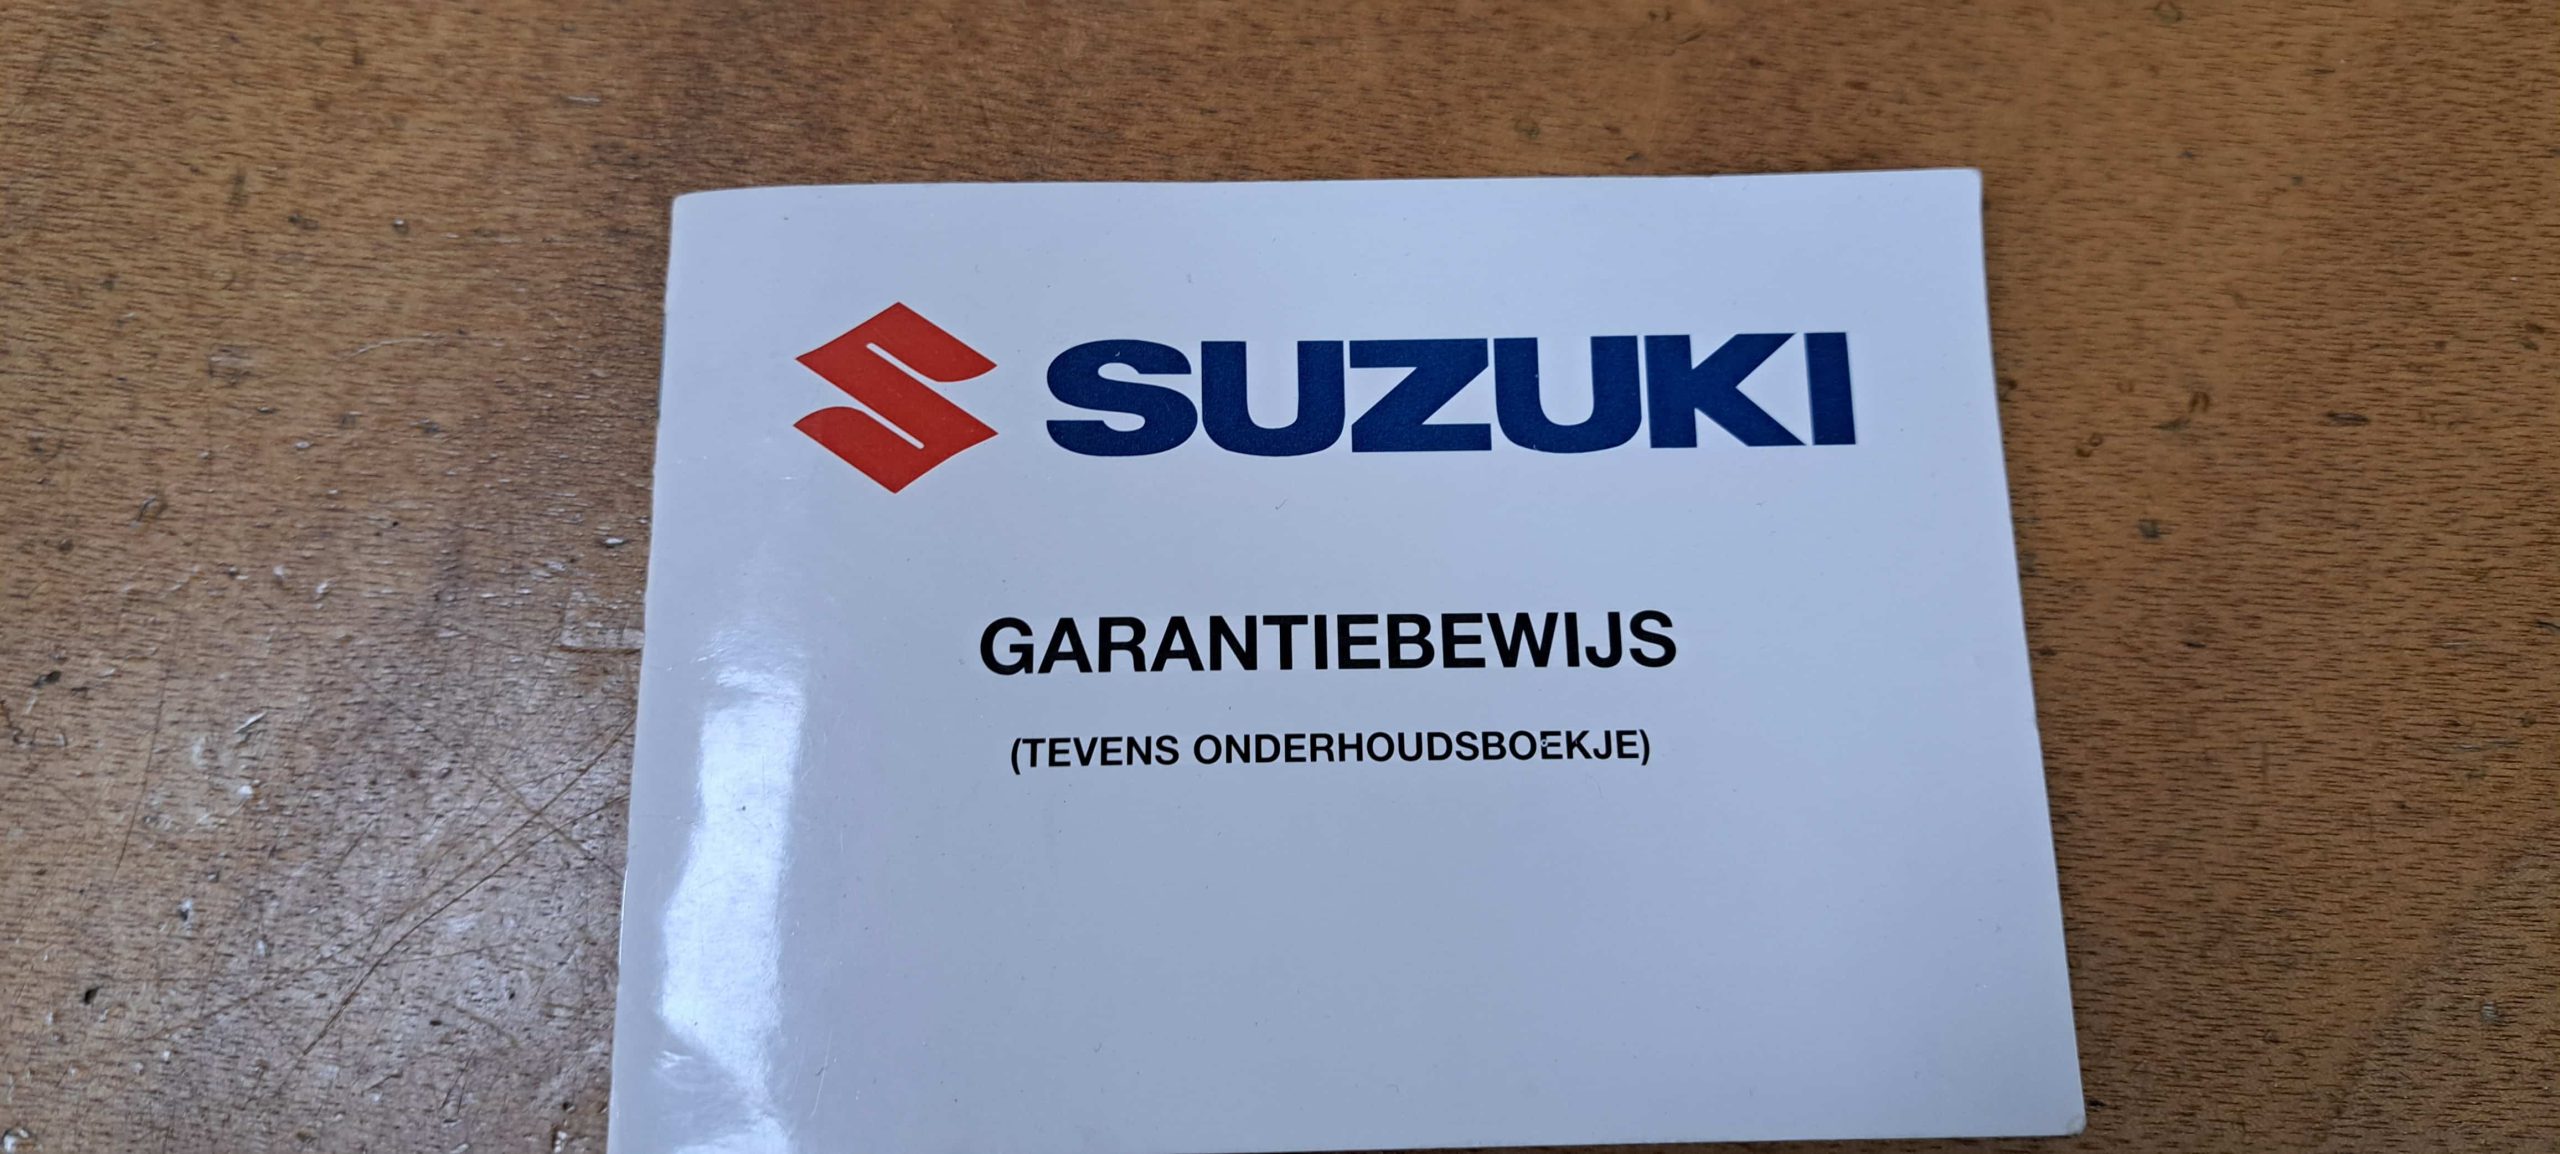 SUZUKI
GARANTIEBEWIJS
(TEVENS ONDERHOUDSBOEKJE)